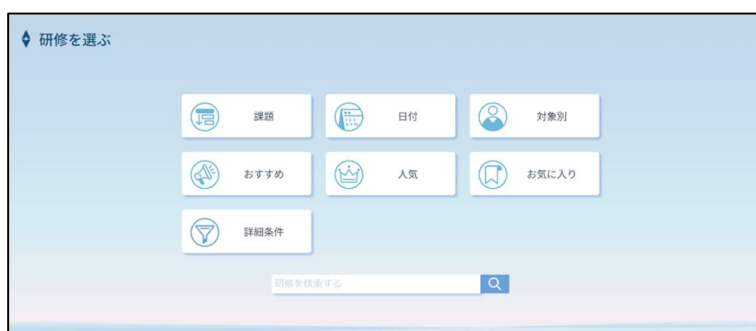 研修を選ぶ
課題
日付
対象別
おすすめ
人気
お気に入り
詳細条件
研修を検索する